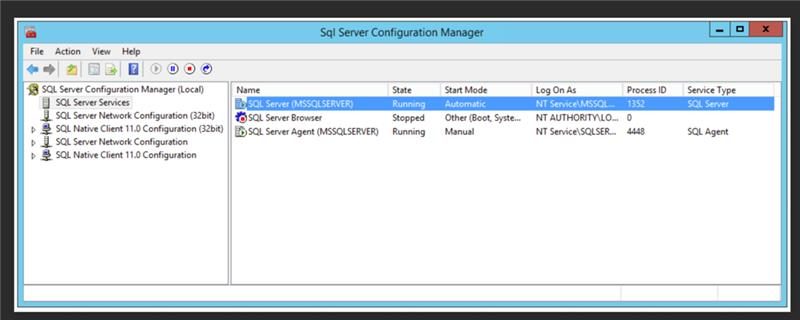 Sql Server Configuration Manager
File Action View Help
SQL Server Configuration Manager (Local)
SQL Server Services
SQL Server Network Configuration (32bit)
SQL Native Client 11.0 Configuration (32bit)
SQL Server Network Configuration
SQL Native Client 11.0 Configuration
Name State Start Mode Log On As Process ID Service Type
SQL Server (MSSQLSERVER) Running Automatic NT Service\MSSQL... 1352 SQL Server
SQL Server Browser Stopped Other (Boot, Syste... NT AUTHORITY\LO... 0
SQL Server Agent (MSSQLSERVER) Running Manual NT Service\SQLSER... 4448 SQL Agent